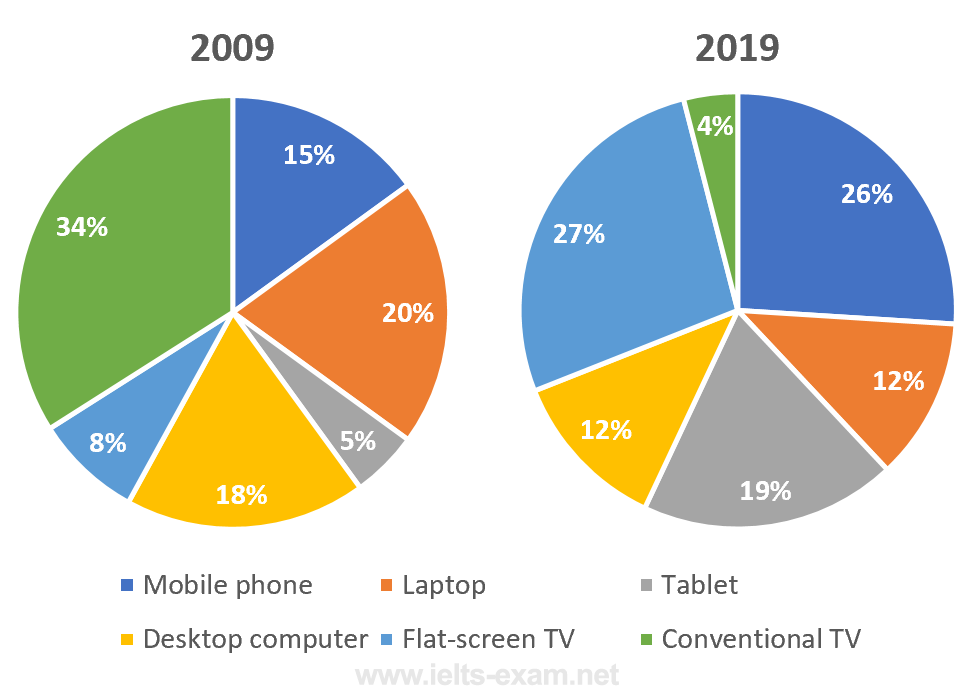 2009
2019
15%
20%
5%
18%
8%
34%
26%
12%
19%
12%
27%
4%
Mobile phone
Laptop
Tablet
Desktop computer
Flat-screen TV
Conventional TV
www.ielts-exam.net